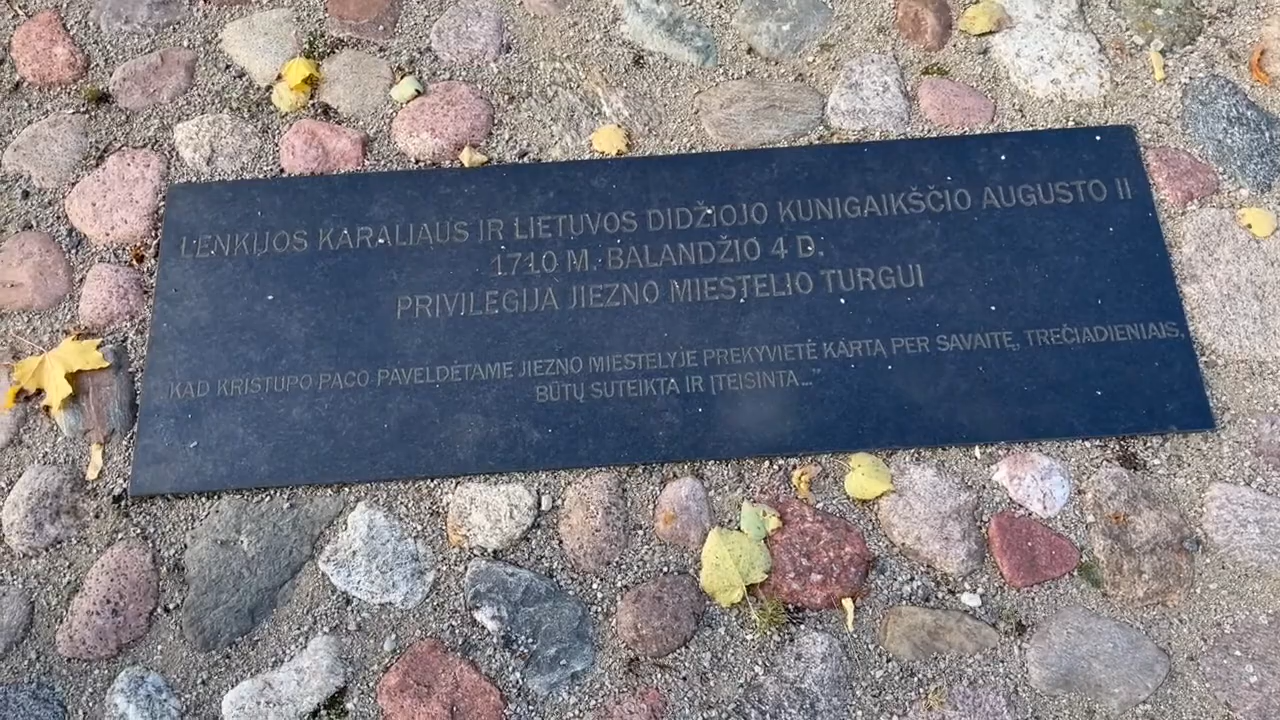 LENKIJOS KARALIAUS IR LIETUVOS DIDŽIOJO KUNIGAIKŠČIO AUGUSTO II
1710 M. BALANDŽIO 4 D.
PRIVILEGIJA JIEZNO MIESTELIO TURGUI
KAD KRISTUPO PACO PAVELDĖTAME JIEZNO MIESTELYJE PREKYVIETĖ KARTĄ PER SAVAITĘ, TREČIADIENIAIS,
BŪTŲ SUTEIKTA IR ĮTEISINTA..."